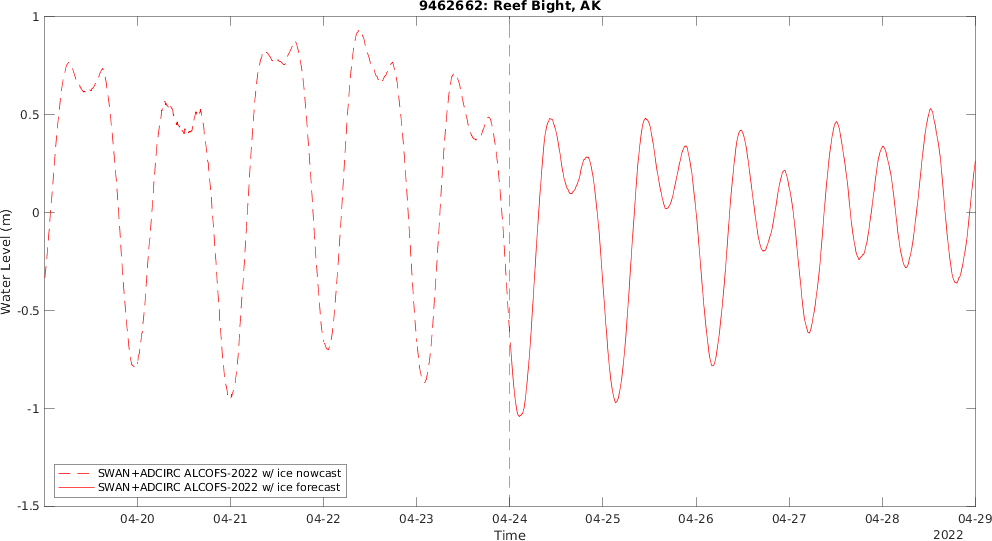 9462662: Reef Bight, AK
Water Level (m)
1
0.5
0
-0.5
-1
-1.5
SWAN+ADCIRC ALCOFS-2022 w/ ice nowcast
SWAN+ADCIRC ALCOFS-2022 w/ ice forecast
04-20 04-21 04-22 04-23 04-24 04-25 04-26 04-27 04-28 04-29
Time
2022